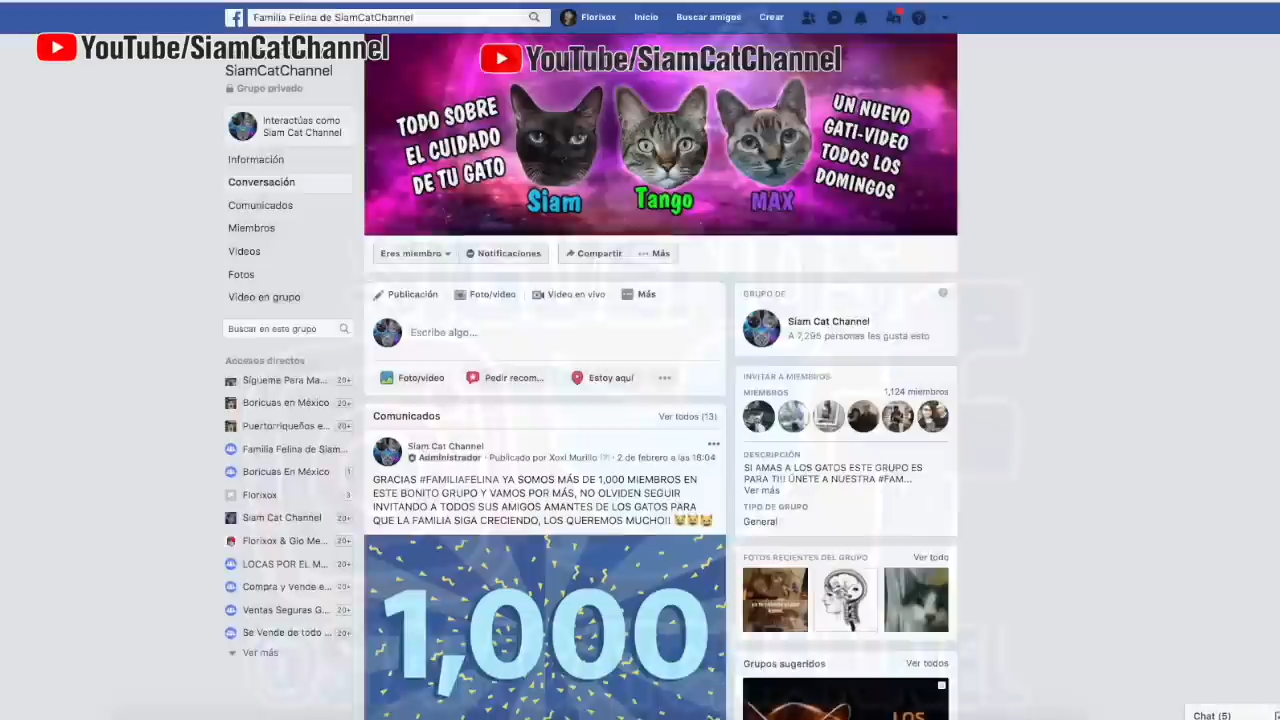 Familia Felina de SiamCatChannel
Florixox
Inicio
Buscar amigos
Crear
YouTube/SiamCatChannel
SiamCatChannel
Grupo privado
Interactúas como
Siam Cat Channel
Información
Conversación
Comunicados
Miembros
Videos
Fotos
Video en grupo
Buscar en este grupo
Accesos directos
Sígueme Para Ma... 20+
Boricuas en México 20+
Puertorriqueños e... 20+
Familia Felina de Siam...
Boricuas En México 1
Florixox 3
Siam Cat Channel 20+
Florixox & Gio Me... 20+
LOCAS POR EL M... 20+
Compra y Vende e... 20+
Ventas Seguras G... 20+
Se Vende de todo ... 20+
Ver más
YouTube/SiamCatChannel
TODO SOBRE
EL CUIDADO
DE TU GATO
Siam
Tango
MAX
UN NUEVO
GATI-VIDEO
TODOS LOS
DOMINGOS
Eres miembro
Notificaciones
Compartir
Más
Publicación
Foto/video
Video en vivo
Más
Escribe algo...
Foto/video
Pedir recom...
Estoy aquí
Comunicados
Ver todos (13)
Siam Cat Channel
Administrador · Publicado por Xoxi Murillo [?] · 2 de febrero a las 18:04
GRACIAS #FAMILIAFELINA YA SOMOS MÁS DE 1,000 MIEMBROS EN
ESTE BONITO GRUPO Y VAMOS POR MÁS, NO OLVIDEN SEGUIR
INVITANDO A TODOS SUS AMIGOS AMANTES DE LOS GATOS PARA
QUE LA FAMILIA SIGA CRECIENDO, LOS QUEREMOS MUCHO!!
1,000
GRUPO DE
Siam Cat Channel
A 7,295 personas les gusta esto
INVITAR A MIEMBROS
MIEMBROS
1,124 miembros
DESCRIPCIÓN
SI AMAS A LOS GATOS ESTE GRUPO ES
PARA TI!! ÚNETE A NUESTRA #FAM...
Ver más
TIPO DE GRUPO
General
FOTOS RECIENTES DEL GRUPO
Ver todo
Grupos sugeridos
Ver todos
LOS
Chat (5)